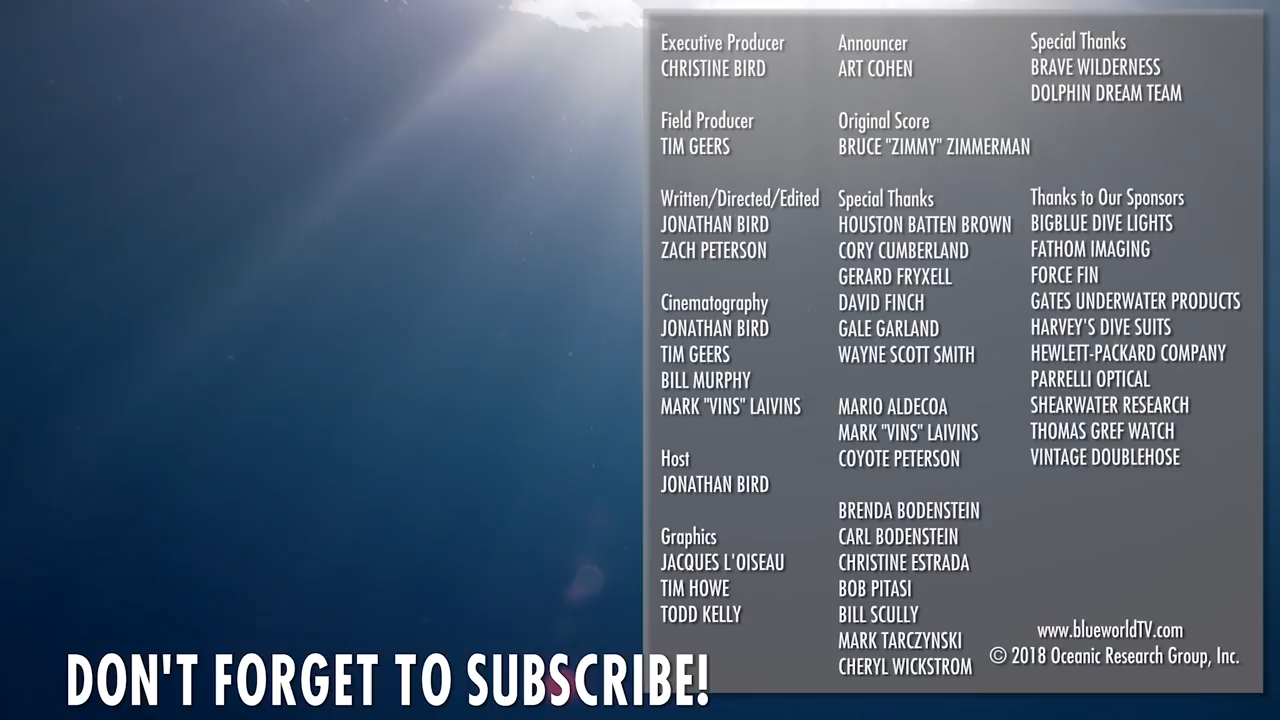 Executive Producer
CHRISTINE BIRD
Field Producer
TIM GEERS
Written/Directed/Edited
JONATHAN BIRD
ZACH PETERSON
Cinematography
JONATHAN BIRD
TIM GEERS
BILL MURPHY
MARK "VINS" LAIVINS
Host
JONATHAN BIRD
Graphics
JACQUES L'OISEAU
TIM HOWE
TODD KELLY
Announcer
ART COHEN
Original Score
BRUCE "ZIMMY" ZIMMERMAN
Special Thanks
HOUSTON BATTEN BROWN
CORY CUMBERLAND
GERARD FRYXELL
DAVID FINCH
GALE GARLAND
WAYNE SCOTT SMITH
MARIO ALDECOA
MARK "VINS" LAIVINS
COYOTE PETERSON
BRENDA BODENSTEIN
CARL BODENSTEIN
CHRISTINE ESTRADA
BOB PITASI
BILL SCULLY
MARK TARCZYNSKI
CHERYL WICKSTROM
Special Thanks
BRAVE WILDERNESS
DOLPHIN DREAM TEAM
Thanks to Our Sponsors
BIGBLUE DIVE LIGHTS
FATHOM IMAGING
FORCE FIN
GATES UNDERWATER PRODUCTS
HARVEY'S DIVE SUITS
HEWLETT-PACKARD COMPANY
PARRELLI OPTICAL
SHEARWATER RESEARCH
THOMAS GREF WATCH
VINTAGE DOUBLEHOSE
www.blueworldTV.com
© 2018 Oceanic Research Group, Inc.
DON'T FORGET TO SUBSCRIBE!